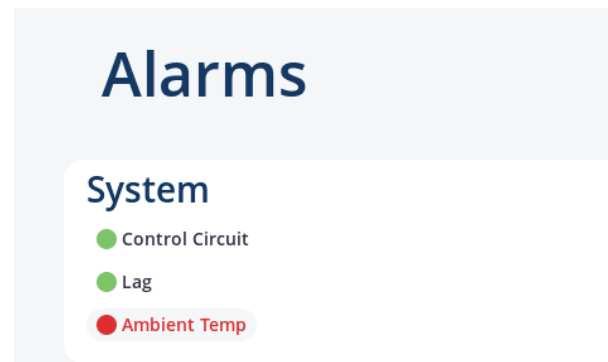 Alarms
System
Control Circuit
Lag
Ambient Temp